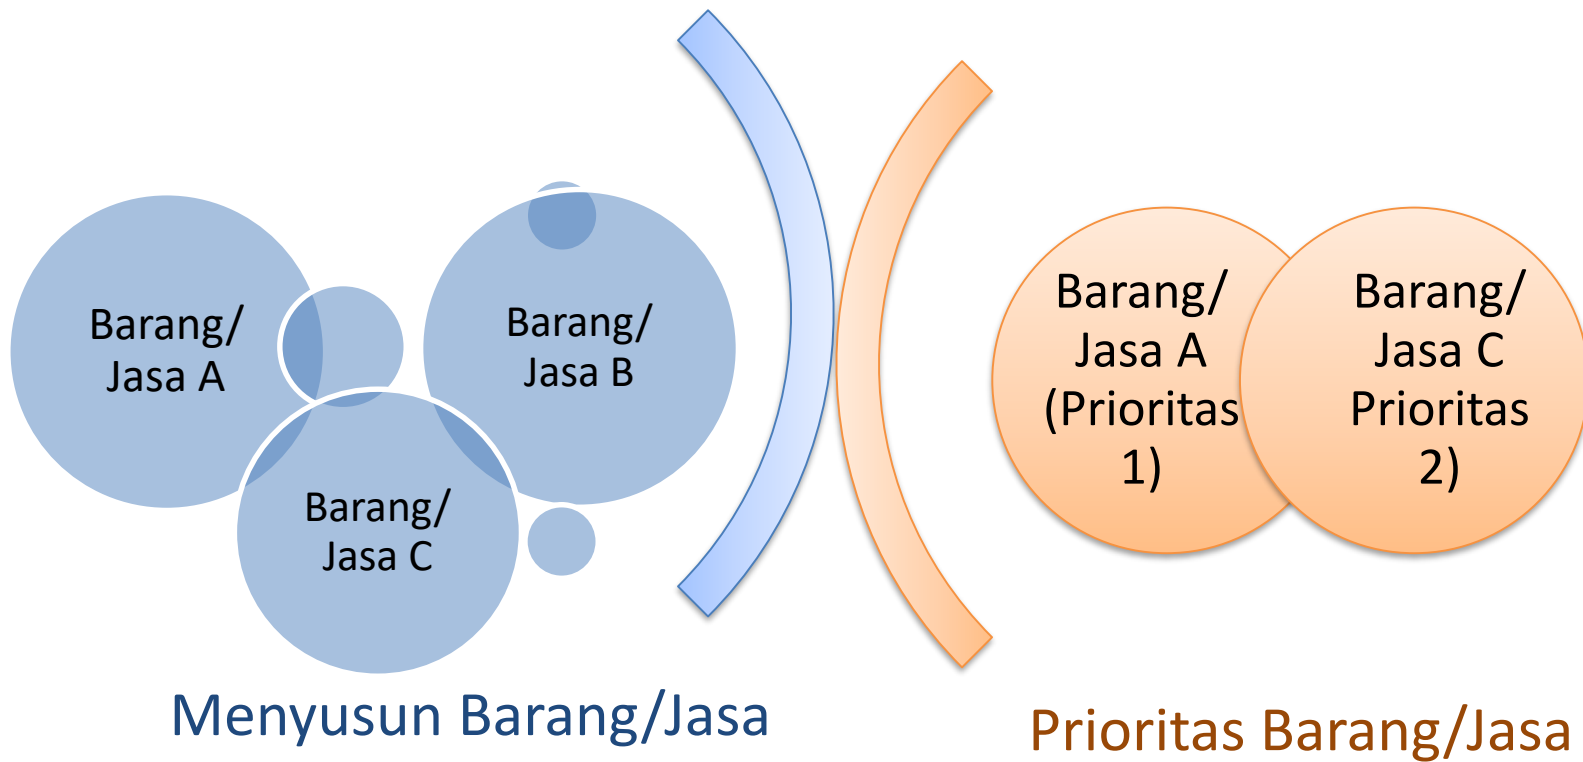 Barang/
Jasa A
Barang/
Jasa B
Barang/
Jasa C
Menyusun Barang/Jasa
Barang/
Jasa A
(Prioritas
1)
Barang/
Jasa C
Prioritas
2)
Prioritas Barang/Jasa